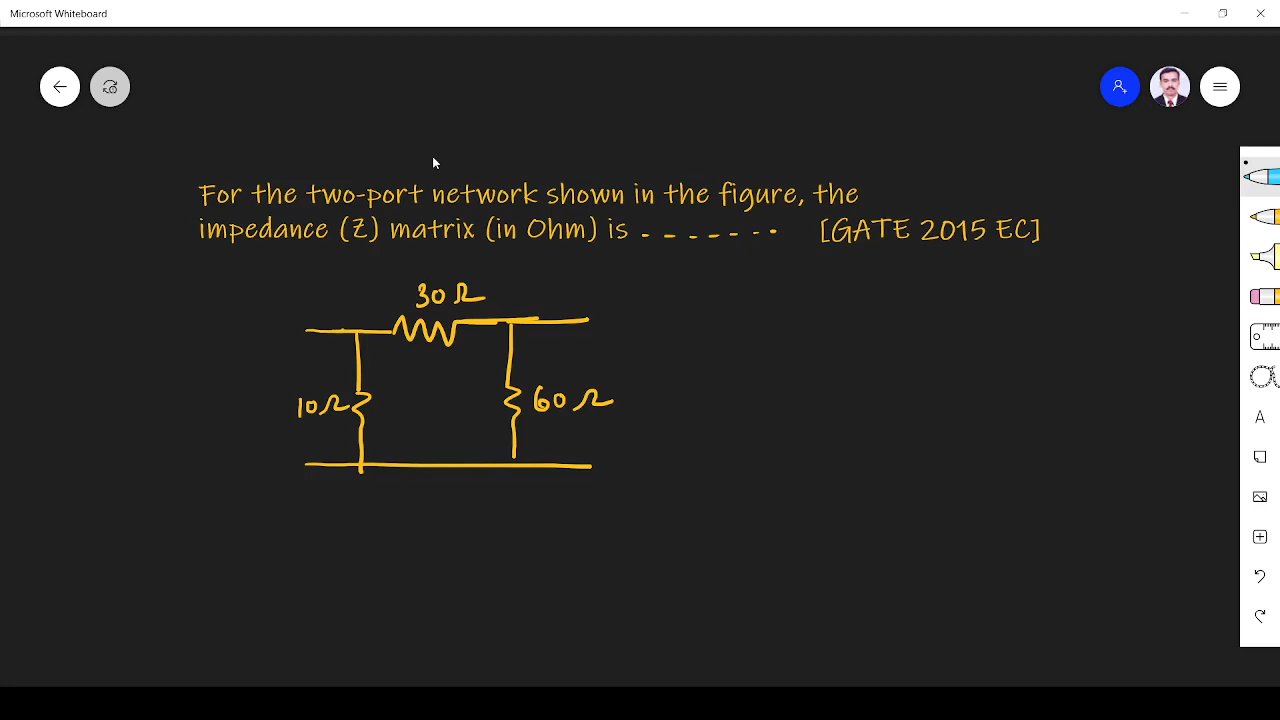 Microsoft Whiteboard
For the two-port network shown in the figure, the
impedance (Z) matrix (in Ohm) is _ _ _ _ _ _ _ [GATE 2015 EC]
30 Ω
10Ω
60 Ω
A